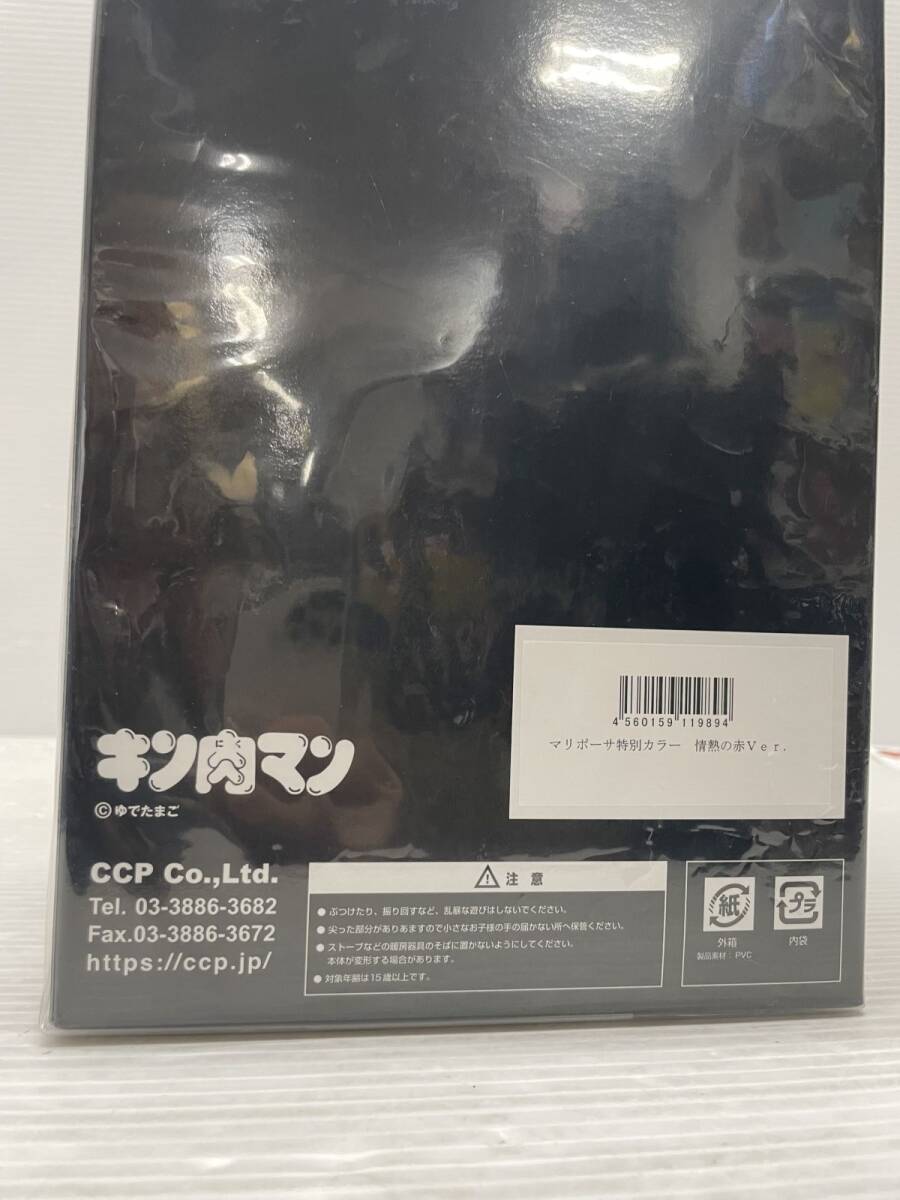 4 560159 119894
マリポーサ特別カラー　情熱の赤Ver.
キン肉マン
©ゆでたまご
CCP Co.,Ltd.
Tel. 03-3886-3682
Fax.03-3886-3672
https://ccp.jp/
⚠ 注 意
●ぶつけたり、振り回すなど、乱暴な遊びはしないでください。
●尖った部分がありありますので小さなお子様の手の届かない所へ保管ください。
●ストーブなどの暖房器具のそばに置かないようにしてください。
本体が変形する場合があります。
●対象年齢は15歳以上です。
紙
外箱
プラ
内袋
製品素材：PVC